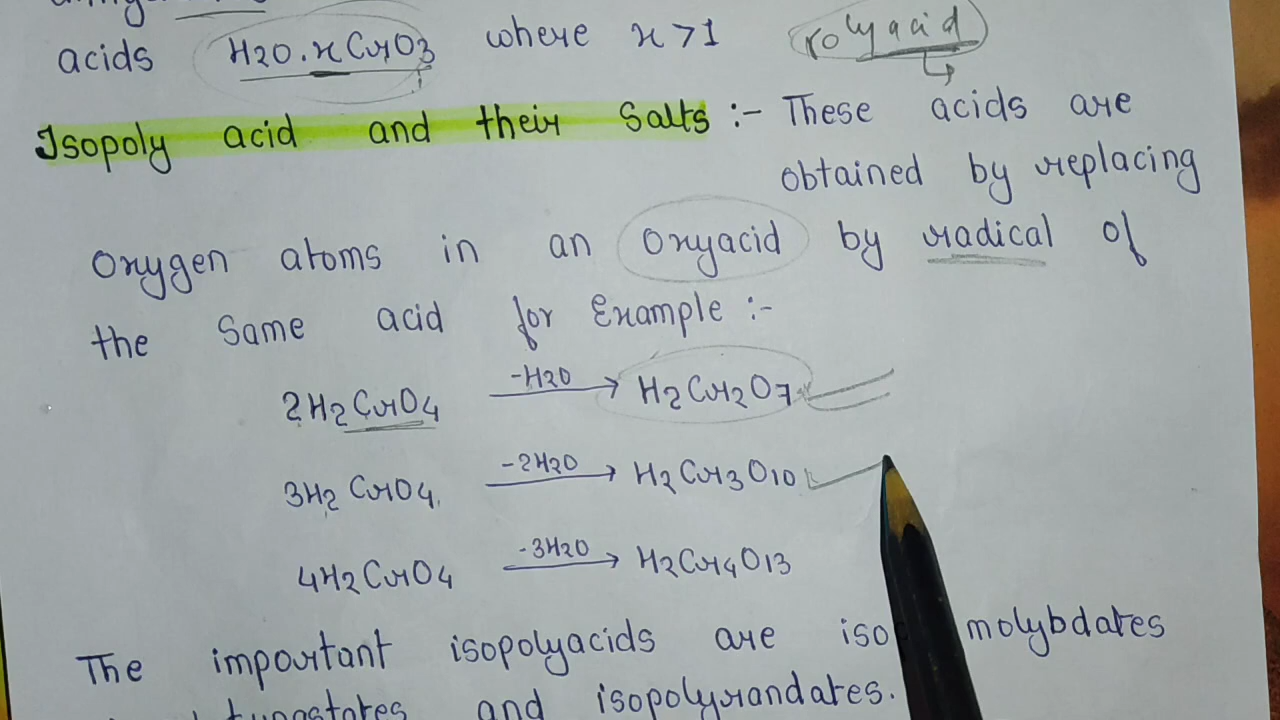 acids H2O.xCrO3 where x>1 Polyacid
Isopoly acid and their Salts :- These acids are
obtained by replacing
Oxygen atoms in an Oxyacid by radical of
the Same acid for Example :-
2H2CrO4 -H2O → H2Cr2O7
3H2CrO4 -2H2O → H2Cr3O10
4H2CrO4 -3H2O → H2Cr4O13
The important isopolyacids are iso molybdates
and isopolyvandates.